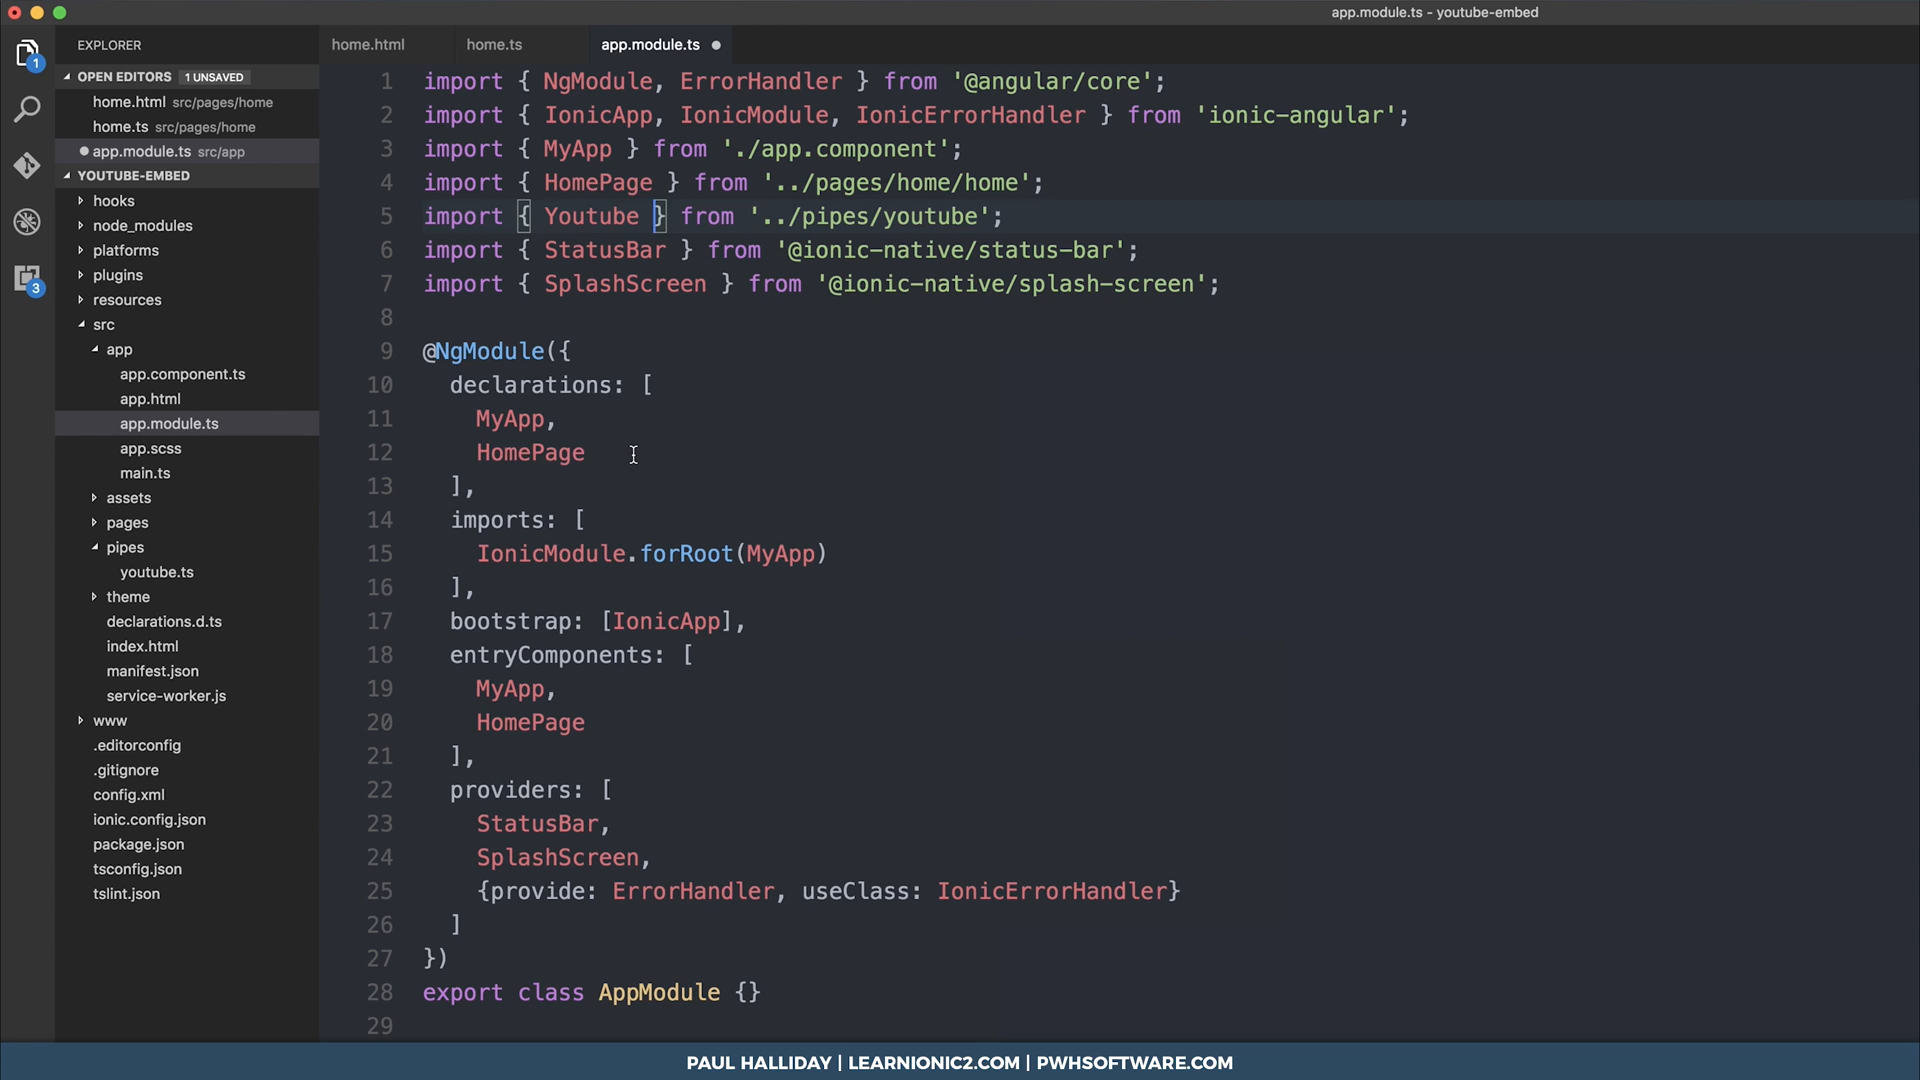 app.module.ts - youtube-embed
1
3
EXPLORER
OPEN EDITORS 1 UNSAVED
home.html src/pages/home
home.ts src/pages/home
app.module.ts src/app
YOUTUBE-EMBED
hooks
node_modules
platforms
plugins
resources
src
app
app.component.ts
app.html
app.module.ts
app.scss
main.ts
assets
pages
pipes
youtube.ts
theme
declarations.d.ts
index.html
manifest.json
service-worker.js
www
.editorconfig
.gitignore
config.xml
ionic.config.json
package.json
tsconfig.json
tslint.json
home.html home.ts app.module.ts
1 import { NgModule, ErrorHandler } from '@angular/core';
2 import { IonicApp, IonicModule, IonicErrorHandler } from 'ionic-angular';
3 import { MyApp } from './app.component';
4 import { HomePage } from '../pages/home/home';
5 import { Youtube } from '../pipes/youtube';
6 import { StatusBar } from '@ionic-native/status-bar';
7 import { SplashScreen } from '@ionic-native/splash-screen';
8
9 @NgModule({
10 declarations: [
11 MyApp,
12 HomePage
13 ],
14 imports: [
15 IonicModule.forRoot(MyApp)
16 ],
17 bootstrap: [IonicApp],
18 entryComponents: [
19 MyApp,
20 HomePage
21 ],
22 providers: [
23 StatusBar,
24 SplashScreen,
25 {provide: ErrorHandler, useClass: IonicErrorHandler}
26 ]
27 })
28 export class AppModule {}
29
PAUL HALLIDAY | LEARNIONIC2.COM | PWHSOFTWARE.COM